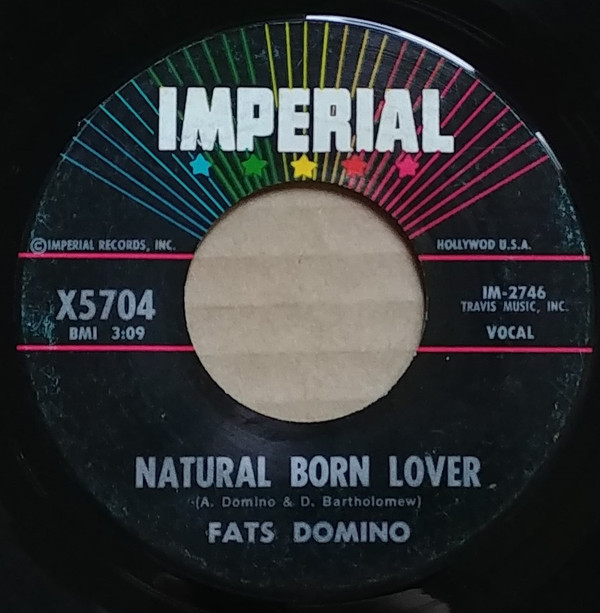 IMPERIAL
©IMPERIAL RECORDS, INC.
HOLLYWOD U.S.A.
X5704
BMI 3:09
IM-2746
TRAVIS MUSIC, INC.
VOCAL
NATURAL BORN LOVER
(A. Domino & D. Bartholomew)
FATS DOMINO